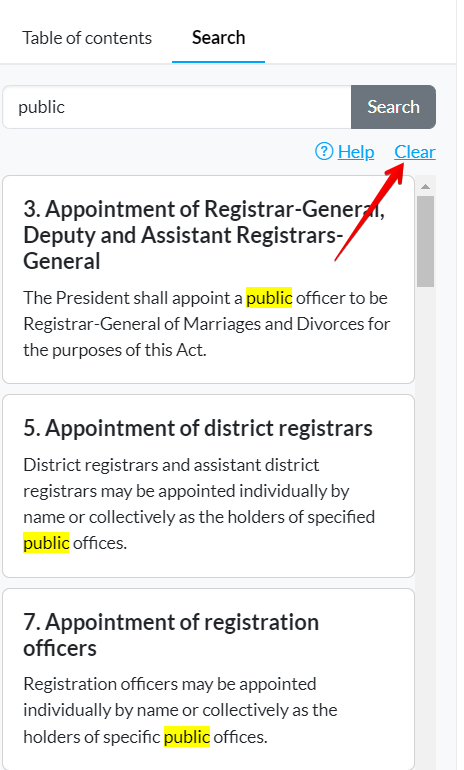 Table of contents Search
public Search
? Help Clear
3. Appointment of Registrar-General,
Deputy and Assistant Registrars-
General
The President shall appoint a public officer to be
Registrar-General of Marriages and Divorces for
the purposes of this Act.
5. Appointment of district registrars
District registrars and assistant district
registrars may be appointed individually by
name or collectively as the holders of specified
public offices.
7. Appointment of registration
officers
Registration officers may be appointed
individually by name or collectively as the
holders of specific public offices.